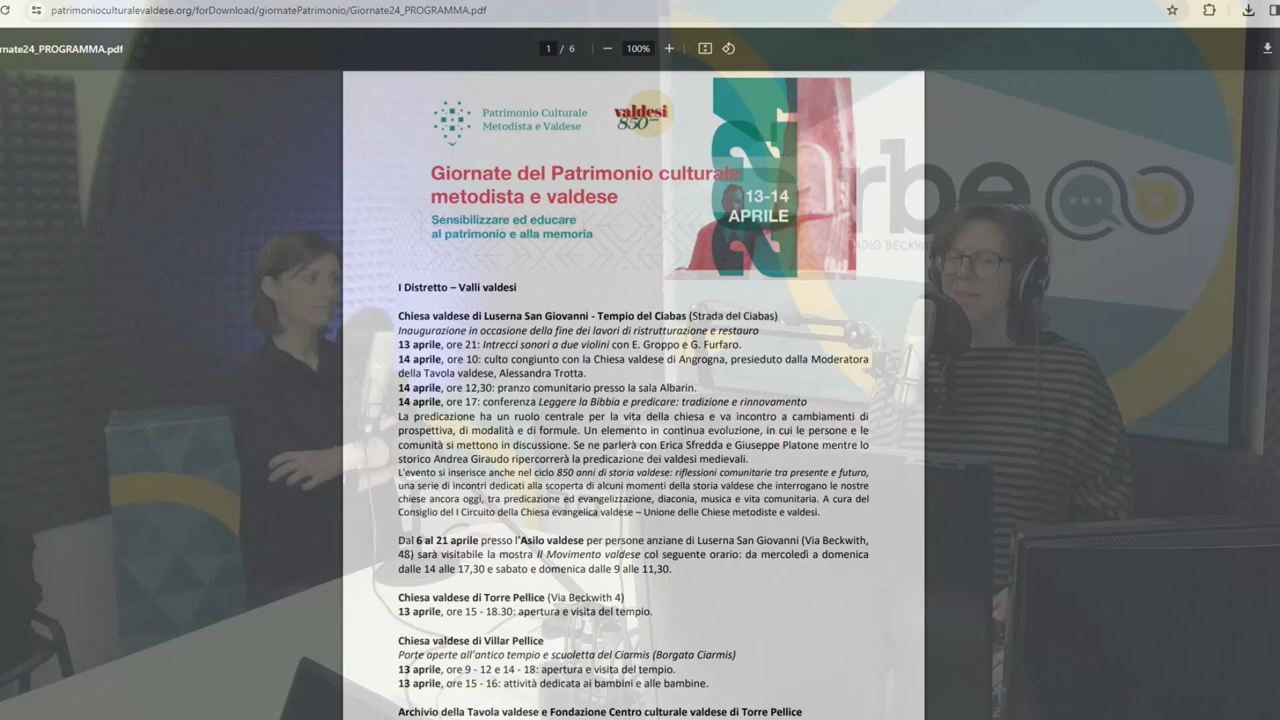 patrimonioculturalevaldese.org/forDownload/giornatePatrimonio/Giornate24_PROGRAMMA.pdf
rnate24_PROGRAMMA.pdf
1 / 6
100%
Patrimonio Culturale
Metodista e Valdese
valdesi
850
Giornate del Patrimonio culturale
metodista e valdese
Sensibilizzare ed educare
al patrimonio e alla memoria
13-14
APRILE
rbe
RADIO BECKWITH
I Distretto – Valli valdesi
Chiesa valdese di Luserna San Giovanni - Tempio del Ciabas (Strada del Ciabas)
Inaugurazione in occasione della fine dei lavori di ristrutturazione e restauro
13 aprile, ore 21: Intrecci sonori a due violini con E. Groppo e G. Furfaro.
14 aprile, ore 10: culto congiunto con la Chiesa valdese di Angrogna, presieduto dalla Moderatora
della Tavola valdese, Alessandra Trotta.
14 aprile, ore 12,30: pranzo comunitario presso la sala Albarin.
14 aprile, ore 17: conferenza Leggere la Bibbia e predicare: tradizione e rinnovamento
La predicazione ha un ruolo centrale per la vita della chiesa e va incontro a cambiamenti di
prospettiva, di modalità e di formule. Un elemento in continua evoluzione, in cui le persone e le
comunità si mettono in discussione. Se ne parlerà con Erica Sfredda e Giuseppe Platone mentre lo
storico Andrea Giraudo ripercorrerà la predicazione dei valdesi medievali.
L'evento si inserisce anche nel ciclo 850 anni di storia valdese: riflessioni comunitarie tra presente e futuro,
una serie di incontri dedicati alla scoperta di alcuni momenti della storia valdese che interrogano le nostre
chiese ancora oggi, tra predicazione ed evangelizzazione, diaconia, musica e vita comunitaria. A cura del
Consiglio del I Circuito della Chiesa evangelica valdese – Unione delle Chiese metodiste e valdesi.
Dal 6 al 21 aprile presso l'Asilo valdese per persone anziane di Luserna San Giovanni (Via Beckwith,
48) sarà visitabile la mostra Il Movimento valdese col seguente orario: da mercoledì a domenica
dalle 14 alle 17,30 e sabato e domenica dalle 9 alle 11,30.
Chiesa valdese di Torre Pellice (Via Beckwith 4)
13 aprile, ore 15 - 18.30: apertura e visita del tempio.
Chiesa valdese di Villar Pellice
Porte aperte all'antico tempio e scuoletta del Ciarmis (Borgata Ciarmis)
13 aprile, ore 9 - 12 e 14 - 18: apertura e visita del tempio.
13 aprile, ore 15 - 16: attività dedicata ai bambini e alle bambine.
Archivio della Tavola valdese e Fondazione Centro culturale valdese di Torre Pellice